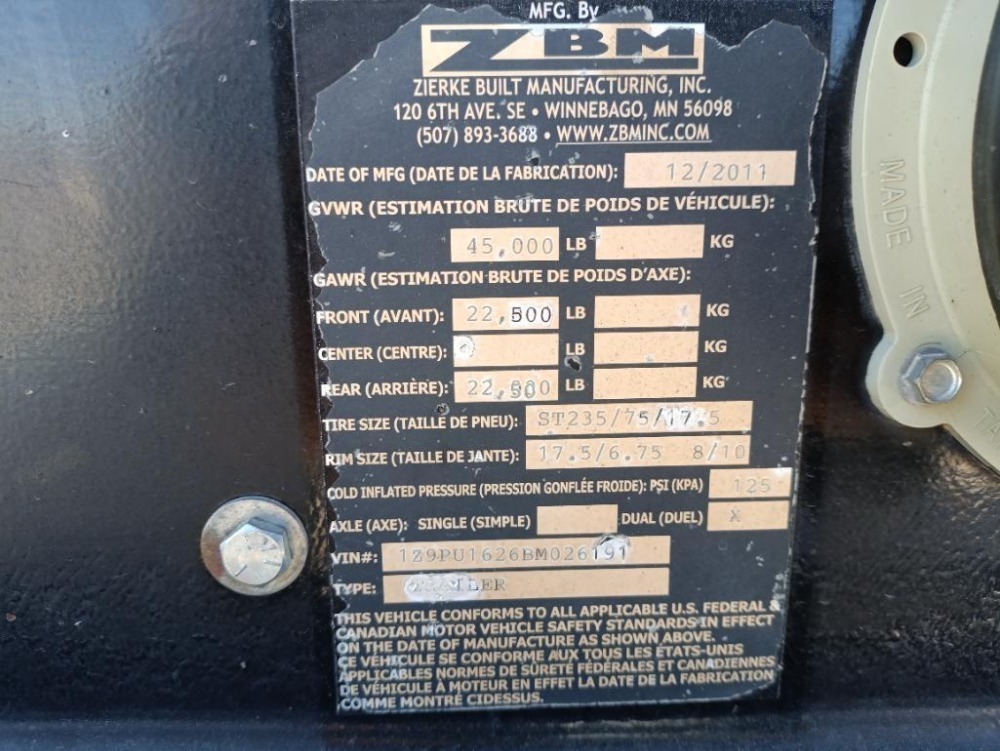 MFG. By
ZBM
ZIERKE BUILT MANUFACTURING, INC.
120 6TH AVE. SE • WINNEBAGO, MN 56098
(507) 893-3688 • WWW.ZBMINC.COM
DATE OF MFG (DATE DE LA FABRICATION): 12/2011
GVWR (ESTIMATION BRUTE DE POIDS DE VÉHICULE):
45,000 LB KG
GAWR (ESTIMATION BRUTE DE POIDS D'AXE):
FRONT (AVANT): 22,500 LB KG
CENTER (CENTRE): LB KG
REAR (ARRIÈRE): LB KG
TIRE SIZE (TAILLE DE PNEU): ST235/75/17.5
RIM SIZE (TAILLE DE JANTE): 17.5/6.75 8/10
COLD INFLATED PRESSURE (PRESSION GONFLÉE FROIDE): PSI (KPA) 125
AXLE (AXE): SINGLE (SIMPLE) DUAL (DUEL) X
VIN#: 1Z9PU1626BM026191
TYPE:
THIS VEHICLE CONFORMS TO ALL APPLICABLE U.S. FEDERAL &
CANADIAN MOTOR VEHICLE SAFETY STANDARDS IN EFFECT
ON THE DATE OF MANUFACTURE AS SHOWN ABOVE.
CE VÉHICULE SE CONFORME AUX TOUS LES ÉTATS-UNIS
APPLICABLES NORMES DE SÛRETÉ FÉDÉRALES ET CANADIENNES
DE VÉHICULE À MOTEUR EN EFFET LA DATE DE LA FABRICATION
COMME MONTRÉ CIDESSUS.
MADE IN